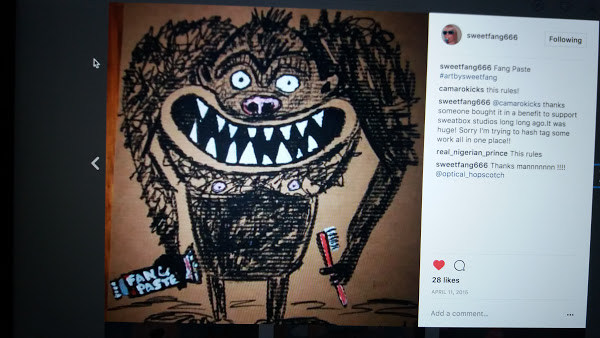 FANG
PASTE
sweetfang666
Following
sweetfang666 Fang Paste
#artbysweetfang
camarokicks this rules!
sweetfang666 @camarokicks thanks
someone bought it in a benefit to support
sweatbox studios long long ago.It was
huge! Sorry I'm trying to hash tag some
work all in one place!!
real_nigerian_prince This rules
sweetfang666 Thanks mannnnnnn !!!!
@optical_hopscotch
28 likes
APRIL 11,
Add a comment...